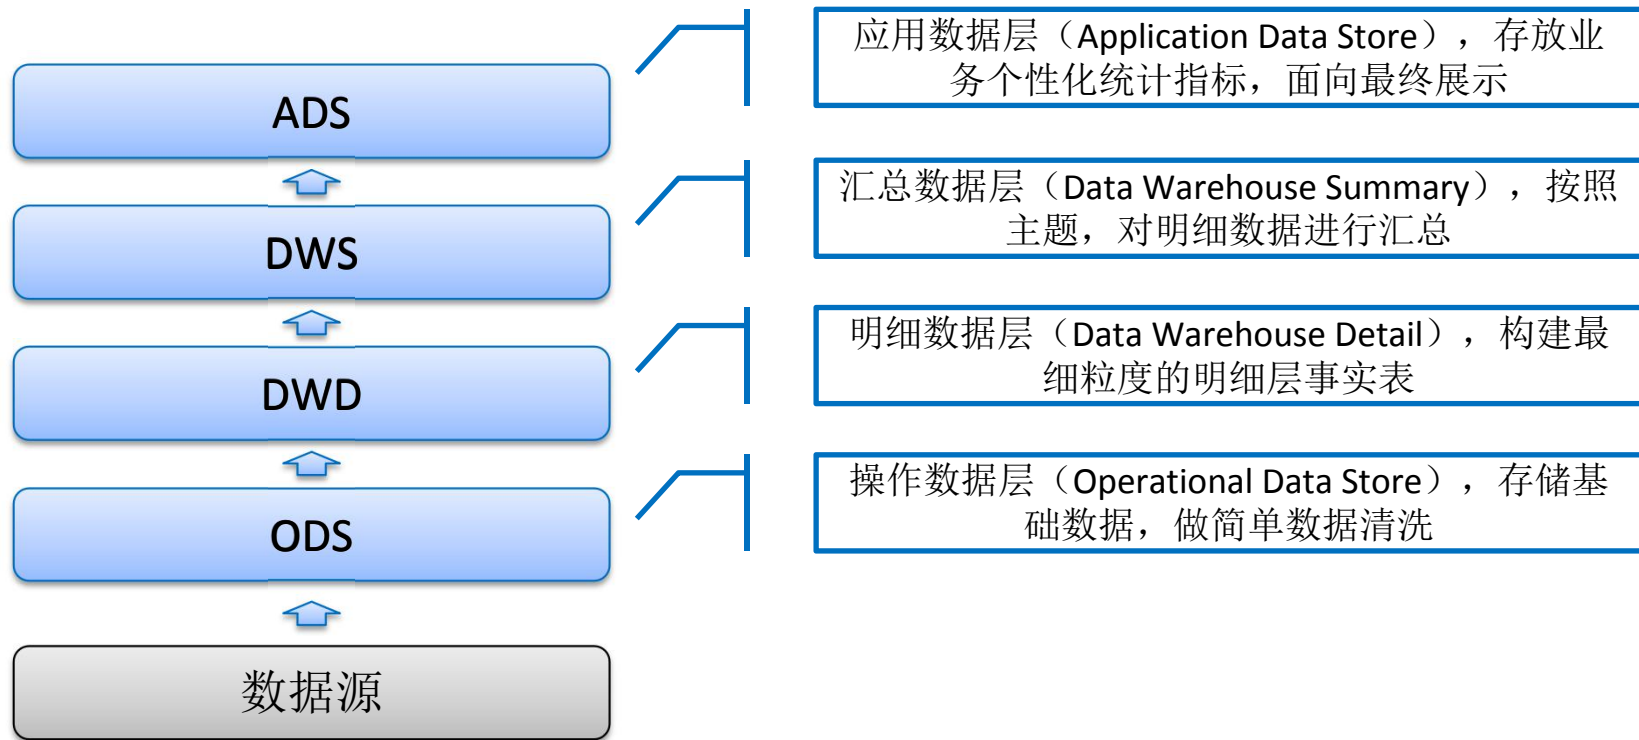 ADS
应用数据层（Application Data Store），存放业
务个性化统计指标，面向最终展示
DWS
汇总数据层（Data Warehouse Summary），按照
主题，对明细数据进行汇总
DWD
明细数据层（Data Warehouse Detail），构建最
细粒度的明细层事实表
ODS
操作数据层（Operational Data Store），存储基
础数据，做简单数据清洗
数据源